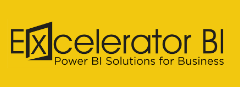 Excelerator BI
Power BI Solutions for Business